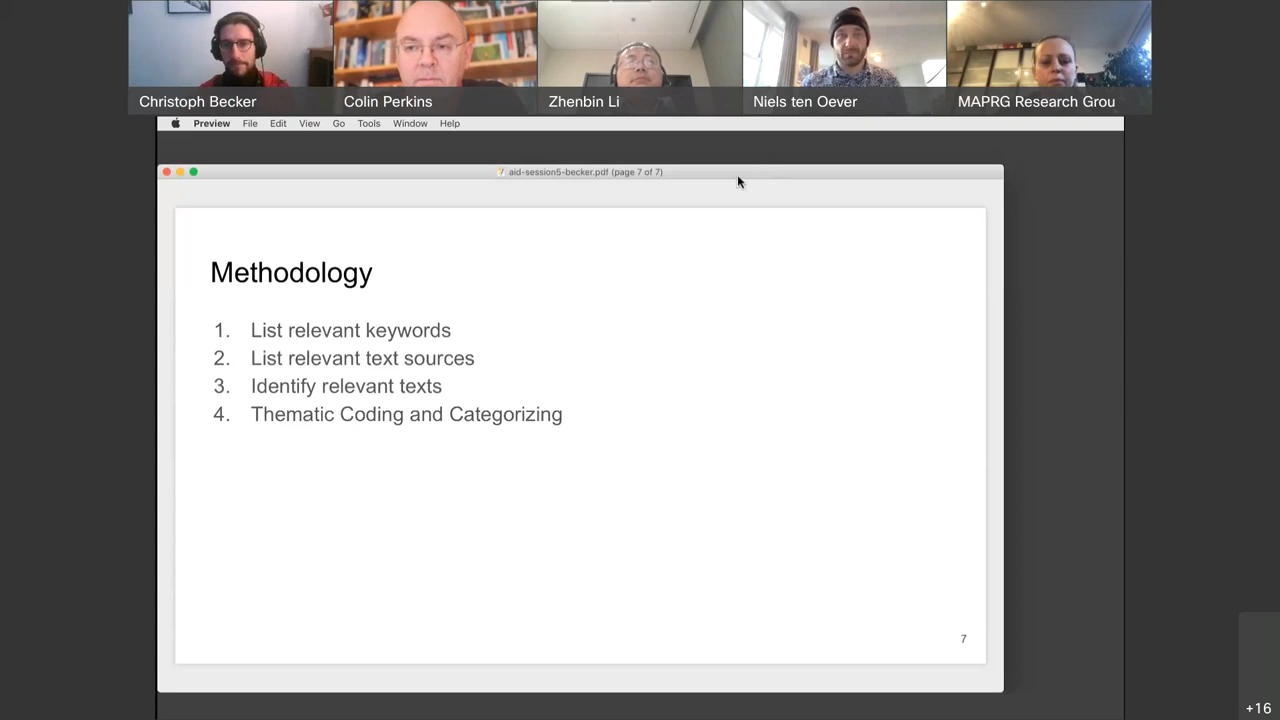 Christoph Becker
Colin Perkins
Zhenbin Li
Niels ten Oever
MAPRG Research Grou
Preview File Edit View Go Tools Window Help
aid-session5-becker.pdf (page 7 of 7)
Methodology
1. List relevant keywords
2. List relevant text sources
3. Identify relevant texts
4. Thematic Coding and Categorizing
7
+16